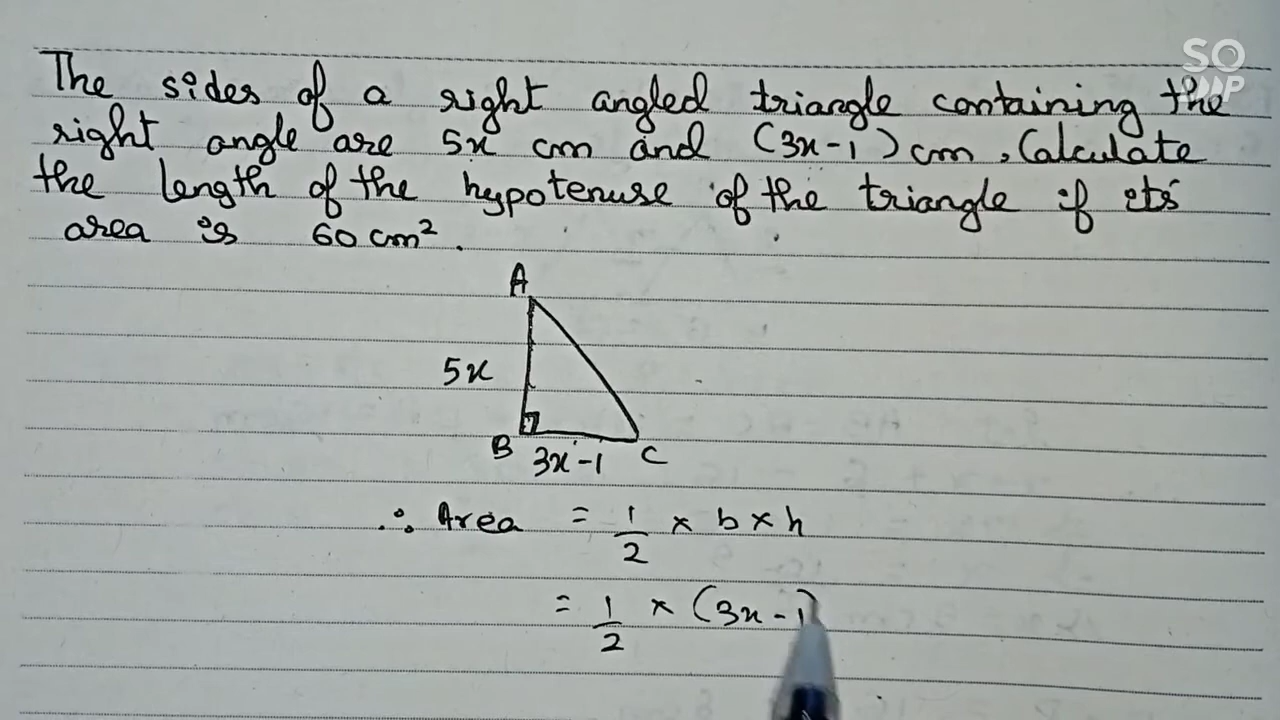 The sides of a right angled triangle containing the
right angle are 5x cm and (3x-1) cm, Calculate
the length of the hypotenuse of the triangle if its
area is 60 cm².
A
5x
B
3x-1
C
∴ Area = 1/2 × b × h
= 1/2 × (3x-1)